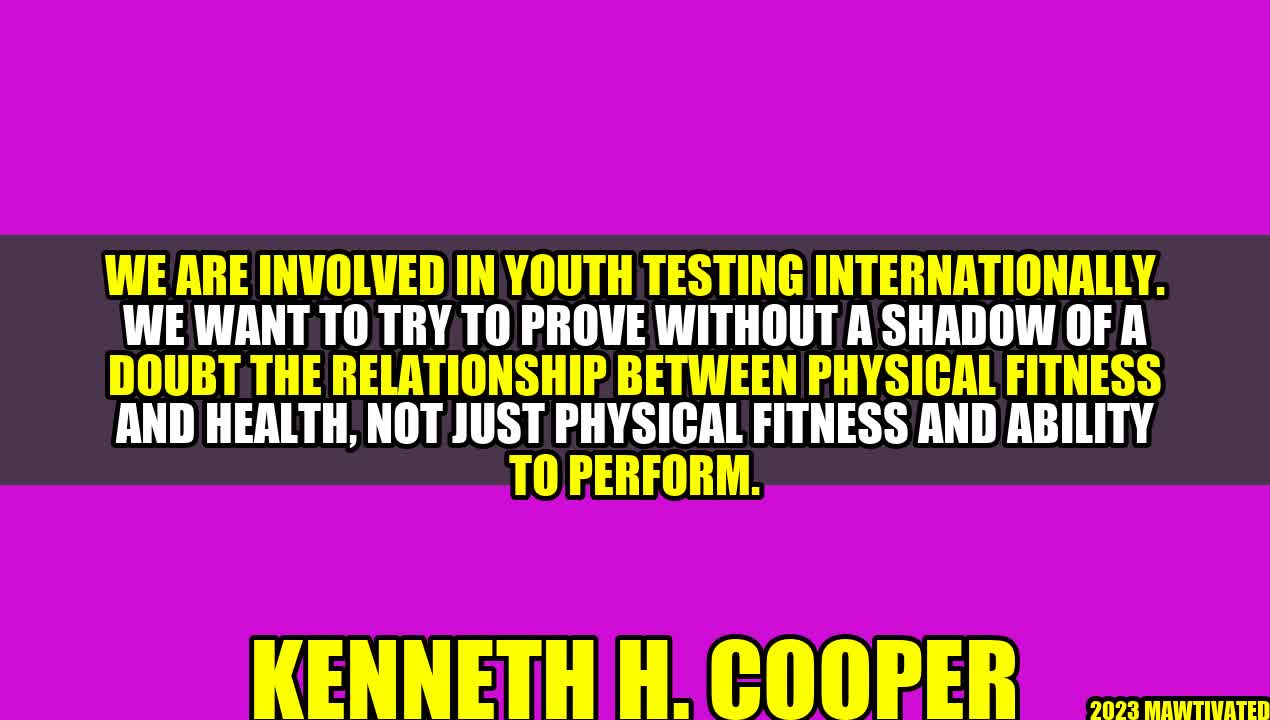 WE ARE INVOLVED IN YOUTH TESTING INTERNATIONALLY.
WE WANT TO TRY TO PROVE WITHOUT A SHADOW OF A
DOUBT THE RELATIONSHIP BETWEEN PHYSICAL FITNESS
AND HEALTH, NOT JUST PHYSICAL FITNESS AND ABILITY
TO PERFORM.
KENNETH H. COOPER
2023 MAWTIVATED